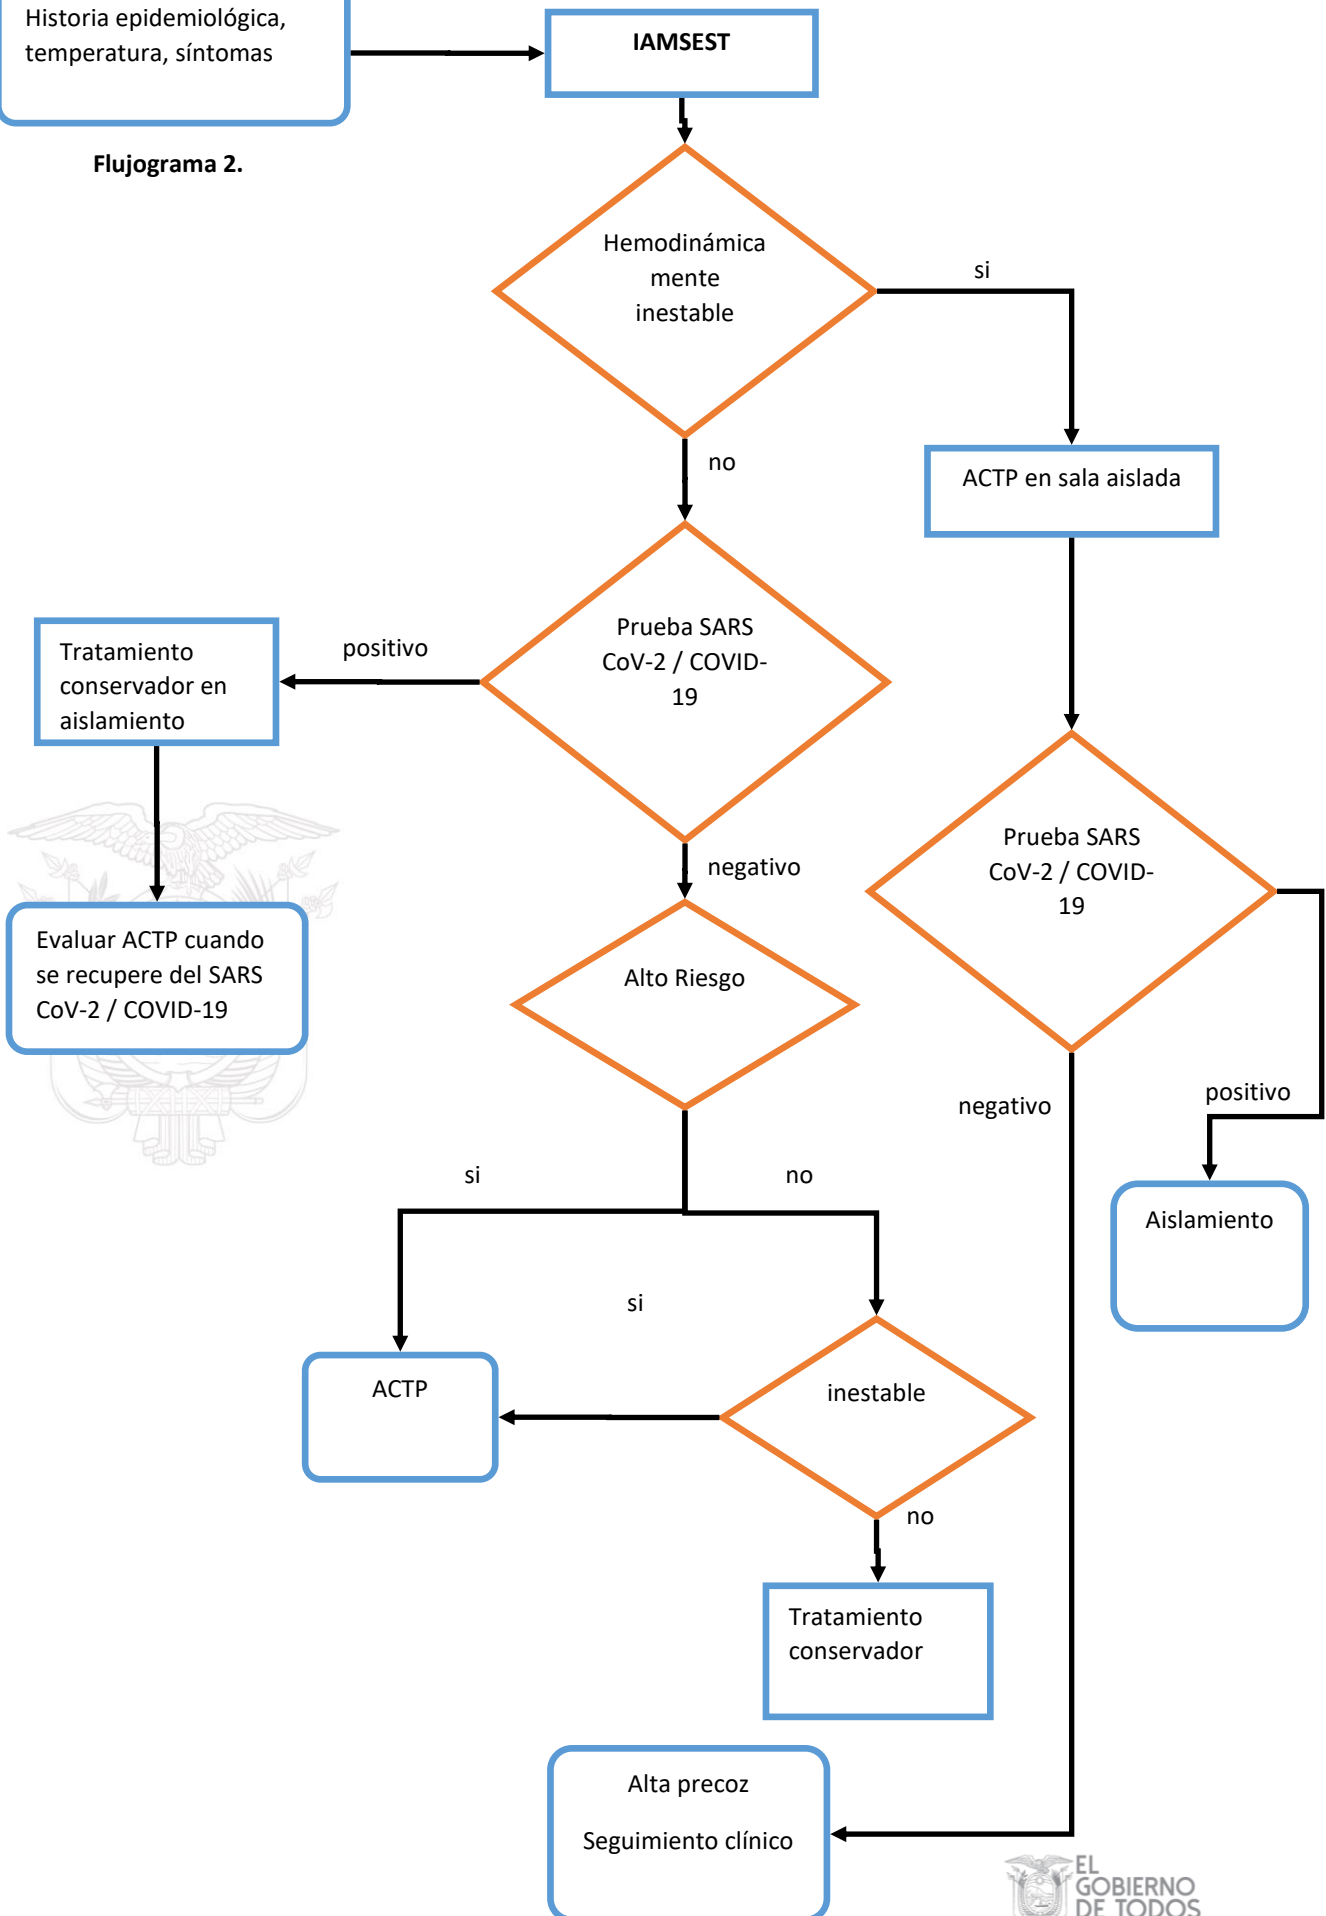 Historia epidemiológica,
temperatura, síntomas
IAMSEST
Flujograma 2.
Hemodinámica
mente
inestable
si
no
ACTP en sala aislada
Prueba SARS
CoV-2 / COVID-
19
positivo
Tratamiento
conservador en
aislamiento
negativo
Prueba SARS
CoV-2 / COVID-
19
Evaluar ACTP cuando
se recupere del SARS
CoV-2 / COVID-19
Alto Riesgo
negativo
positivo
si
no
Aislamiento
si
ACTP
inestable
no
Tratamiento
conservador
Alta precoz
Seguimiento clínico
EL
GOBIERNO
DE TODOS